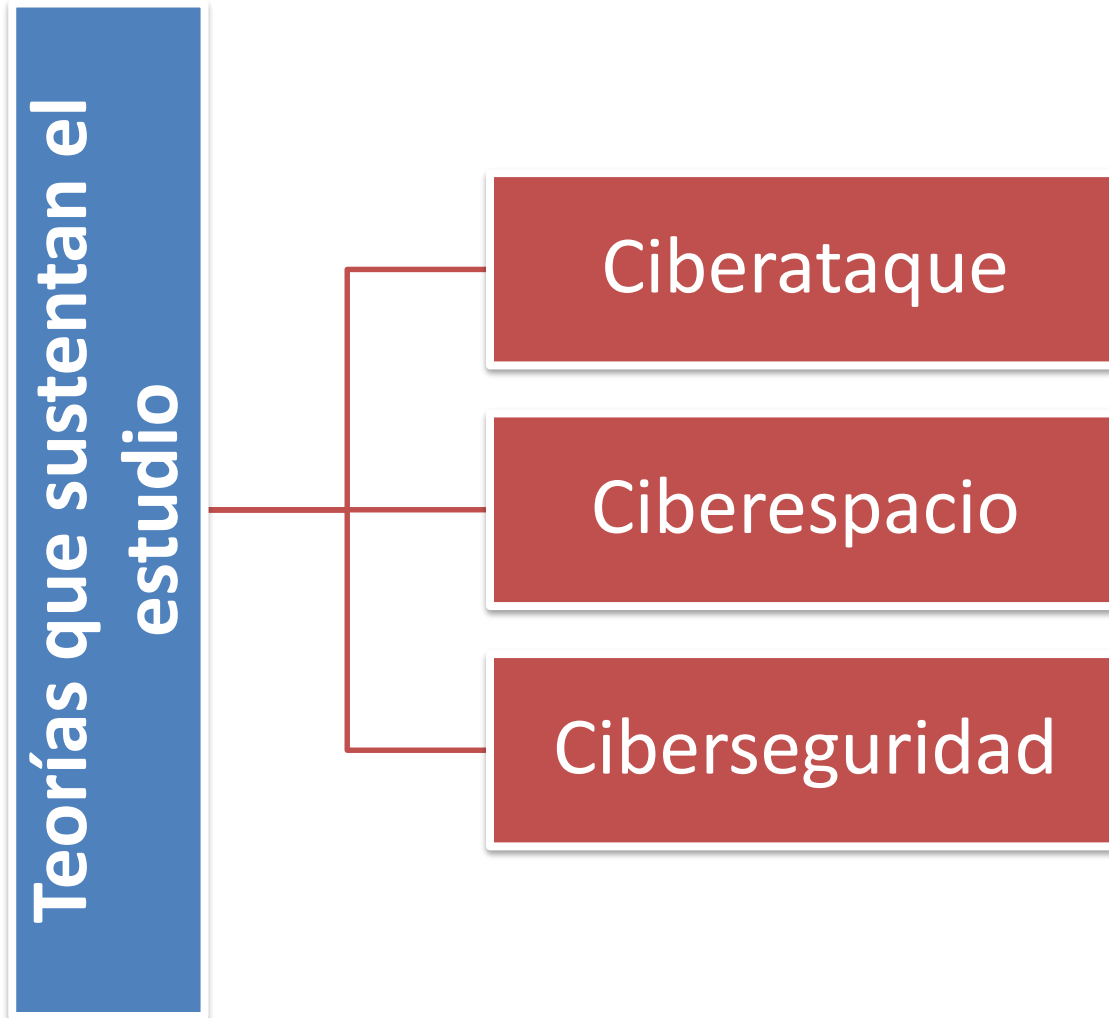 Teorías que sustentan el
estudio
Ciberataque
Ciberespacio
Ciberseguridad